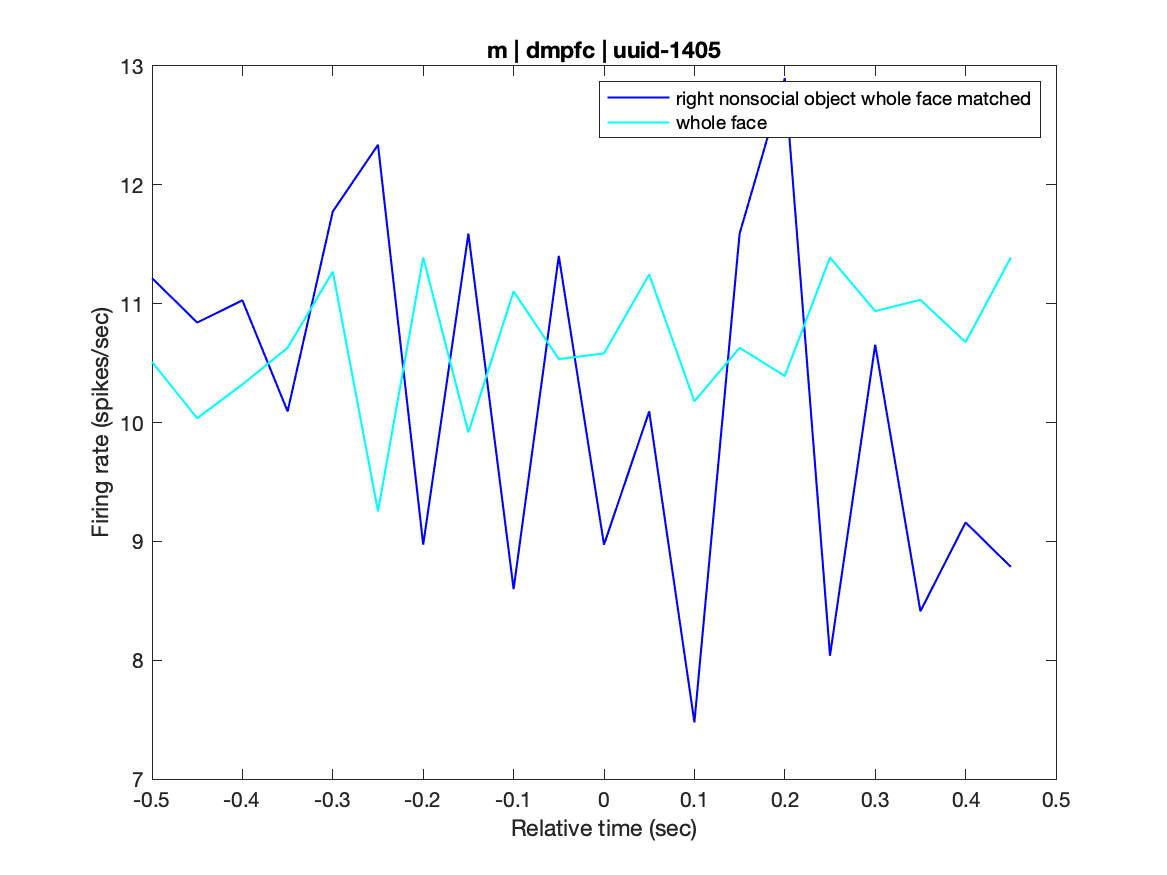 m | dmpfc | uuid-1405
right nonsocial object whole face matched
whole face
Firing rate (spikes/sec)
13
12
11
10
9
8
7
-0.5 -0.4 -0.3 -0.2 -0.1 0 0.1 0.2 0.3 0.4 0.5
Relative time (sec)